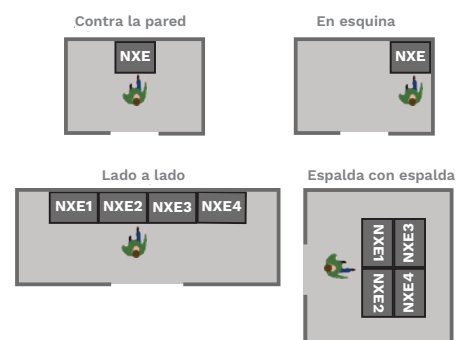 Contra la pared
En esquina
NXE
NXE
Lado a lado
Espalda con espalda
NXE1 NXE2 NXE3 NXE4
NXE1 NXE3
NXE2 NXE4